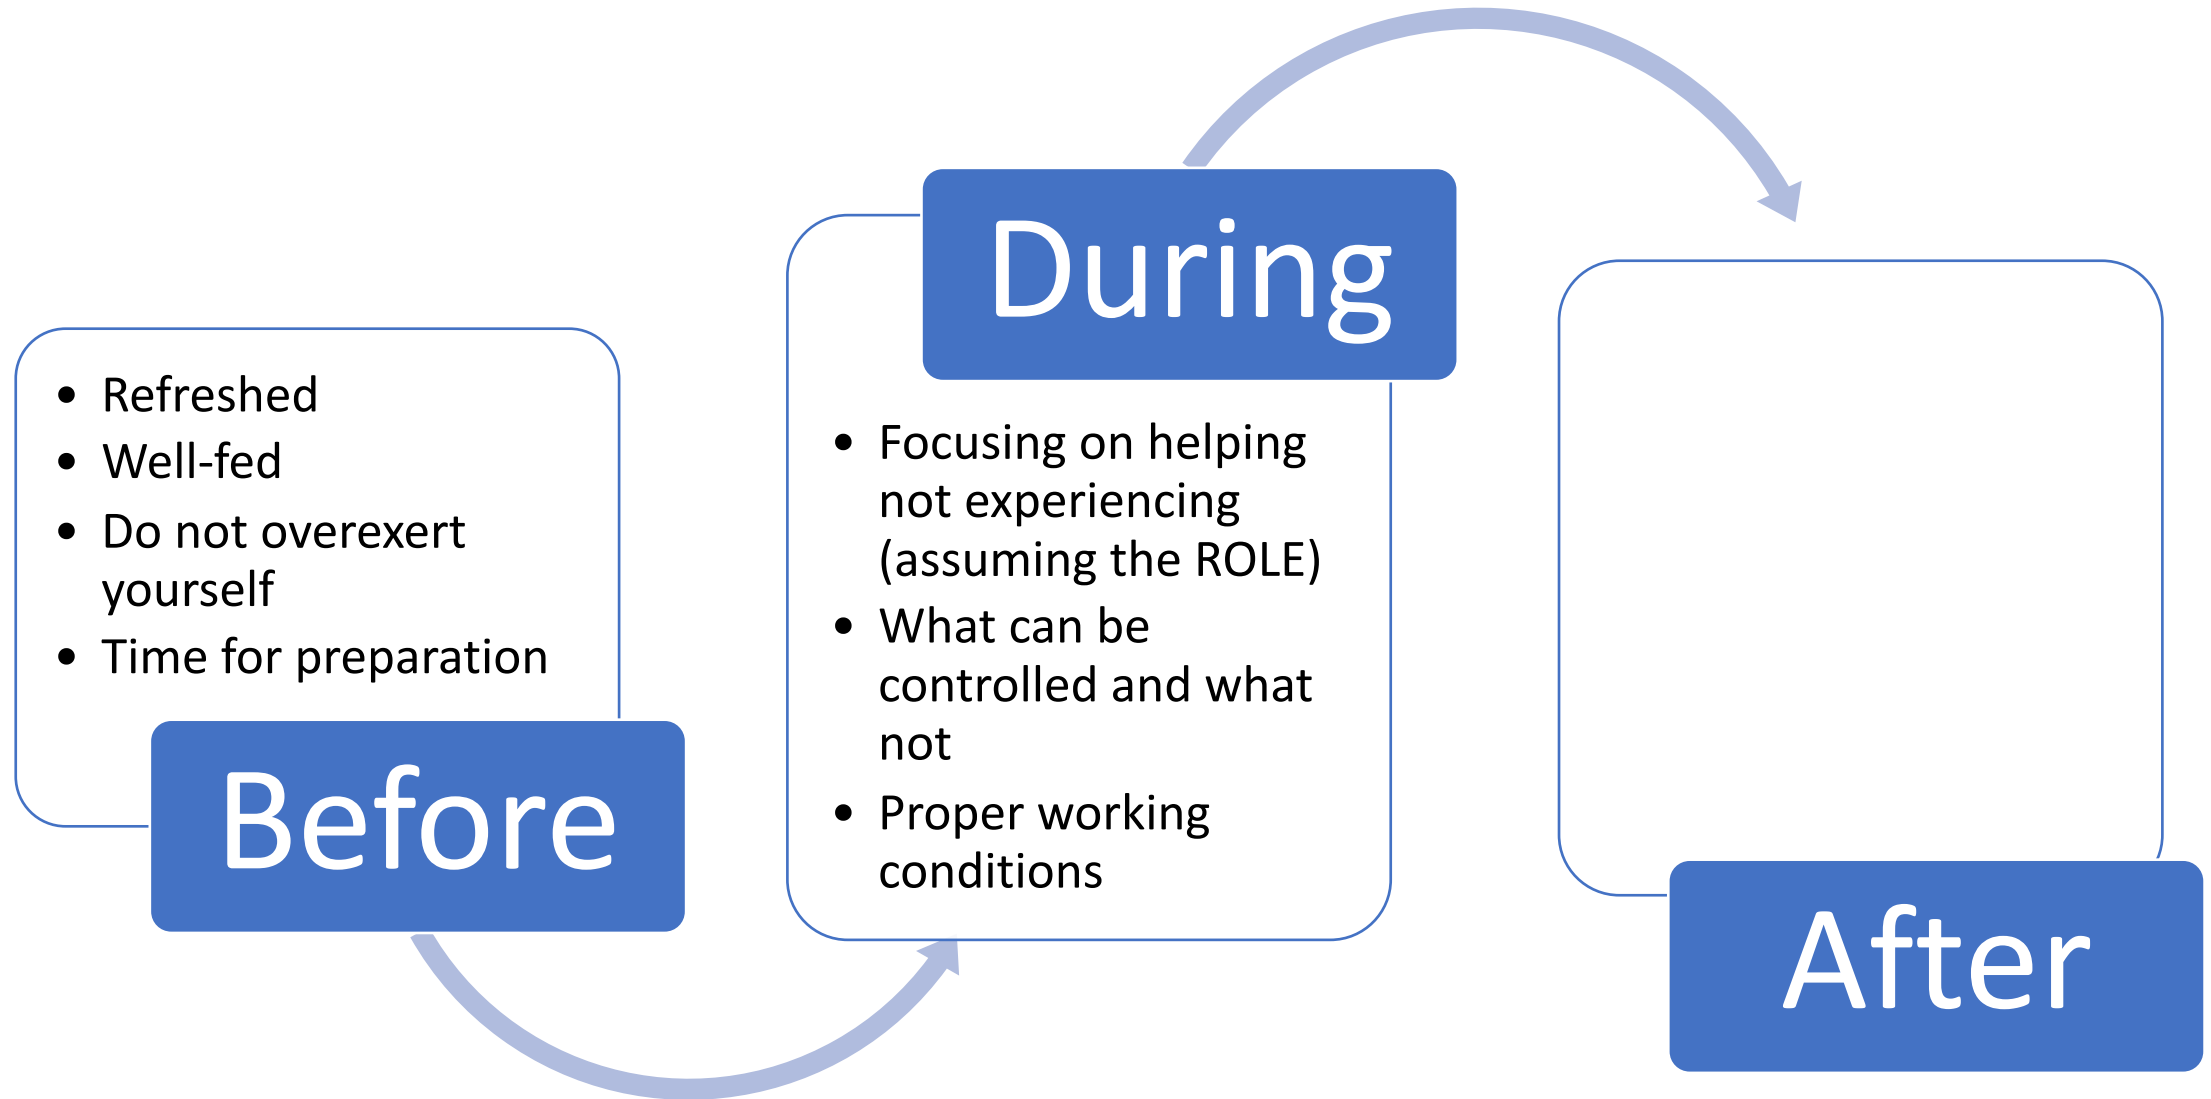 • Refreshed
• Well-fed
• Do not overexert
yourself
• Time for preparation
Before
During
• Focusing on helping
not experiencing
(assuming the ROLE)
• What can be
controlled and what
not
• Proper working
conditions
After